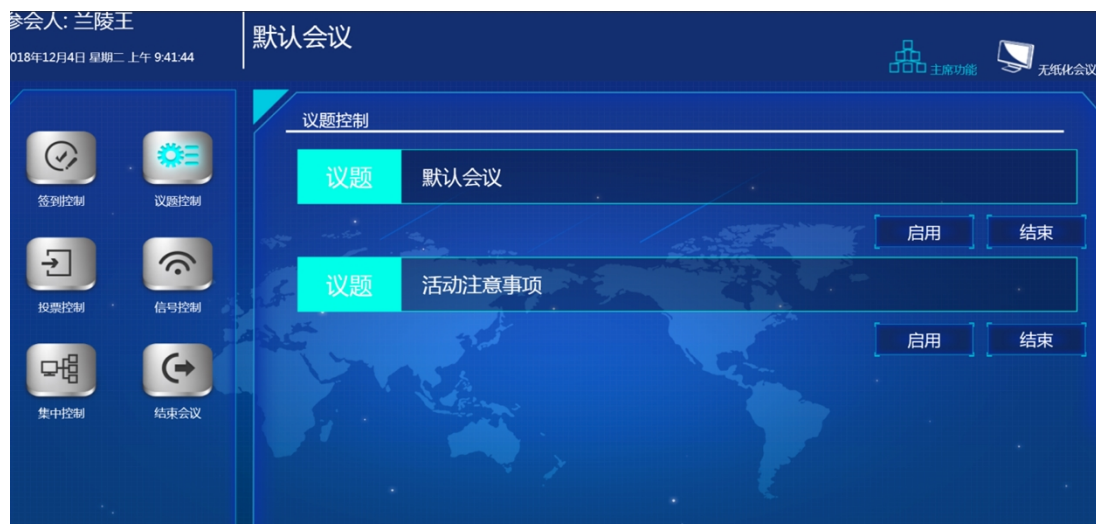 参会人: 兰陵王
018年12月4日 星期二 上午 9:41:44
默认会议
主席功能
无纸化会议
议题控制
签到控制
议题控制
投票控制
信号控制
集中控制
结束会议
议题
默认会议
启用
结束
议题
活动注意事项
启用
结束